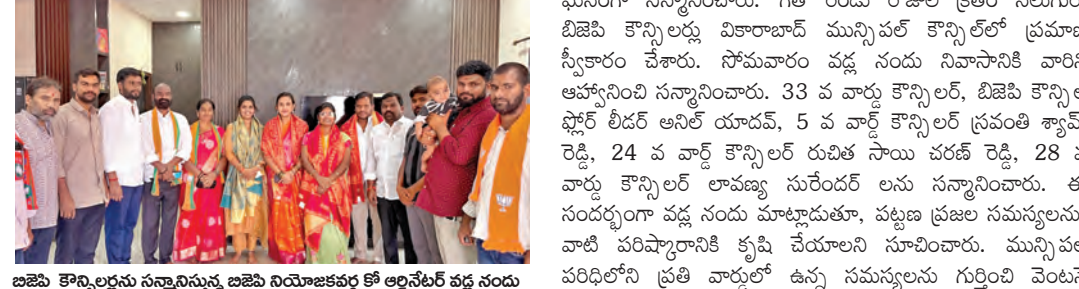 బిజెపి కౌన్సిలర్లను సన్మానిస్తున్న బిజెపి నియోజకవర్గ కో ఆర్డినేటర్ వడ్ల నందు
ఘనంగా సన్మానించారు. గత రెండు రోజుల క్రితం నలుగురు
బిజెపి కౌన్సిలర్లు వికారాబాద్ మున్సిపల్ కౌన్సిల్‌లో ప్రమాణ
స్వీకారం చేశారు. సోమవారం వడ్ల నందు నివాసానికి వారిని
ఆహ్వానించి సన్మానించారు. 33 వ వార్డు కౌన్సిలర్, బిజెపి కౌన్సిల
ఫ్లోర్ లీడర్ అనిల్ యాదవ్, 5 వ వార్డ్ కౌన్సిలర్ స్రవంతి శ్యామ్
రెడ్డి, 24 వ వార్డ్ కౌన్సిలర్ రుచిత సాయి చరణ్ రెడ్డి, 28 వ
వార్డు కౌన్సిలర్ లావణ్య సురేందర్ లను సన్మానించారు. ఈ
సందర్భంగా వడ్ల నందు మాట్లాడుతూ, పట్టణ ప్రజల సమస్యలను,
వాటి పరిష్కారానికి కృషి చేయాలని సూచించారు. మున్సిపల్
పరిధిలోని ప్రతి వార్డులో ఉన్న సమస్యలను గుర్తించి వెంటనే